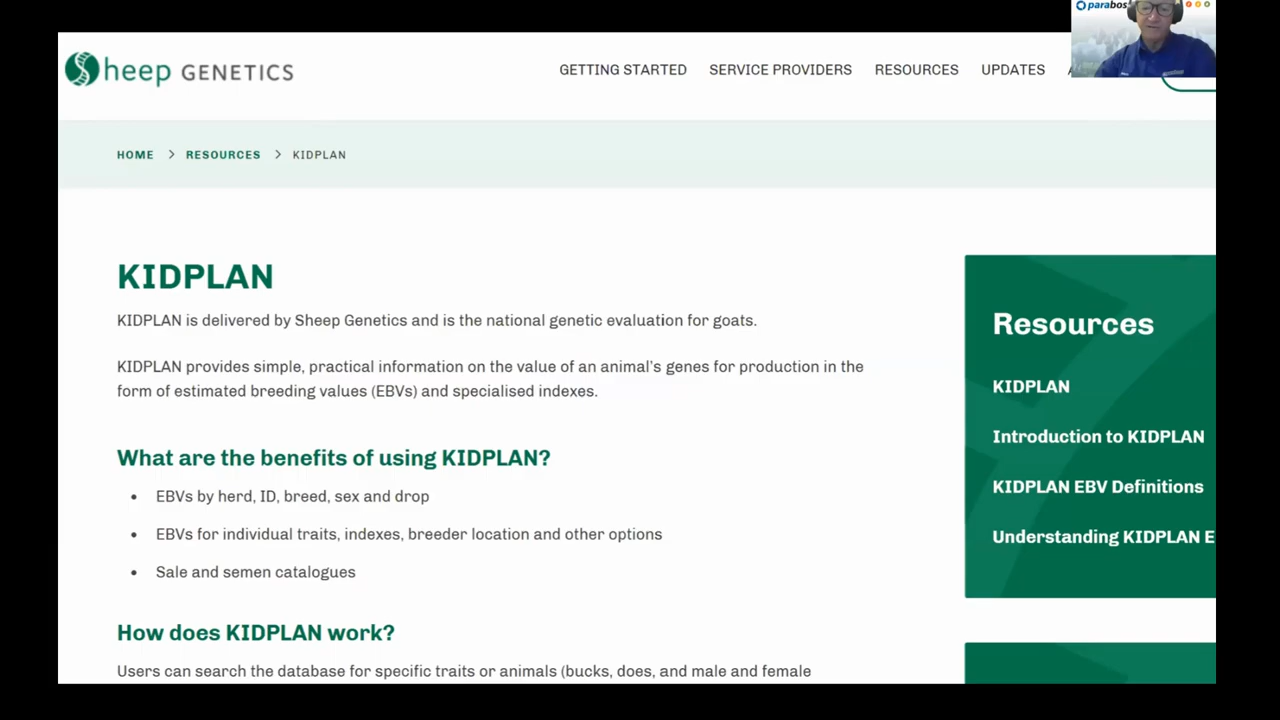 parabos
Sheep GENETICS
GETTING STARTED
SERVICE PROVIDERS
RESOURCES
UPDATES
HOME > RESOURCES > KIDPLAN
KIDPLAN
KIDPLAN is delivered by Sheep Genetics and is the national genetic evaluation for goats.
KIDPLAN provides simple, practical information on the value of an animal's genes for production in the
form of estimated breeding values (EBVs) and specialised indexes.
What are the benefits of using KIDPLAN?
• EBVs by herd, ID, breed, sex and drop
• EBVs for individual traits, indexes, breeder location and other options
• Sale and semen catalogues
How does KIDPLAN work?
Users can search the database for specific traits or animals (bucks, does, and male and female
Resources
KIDPLAN
Introduction to KIDPLAN
KIDPLAN EBV Definitions
Understanding KIDPLAN E